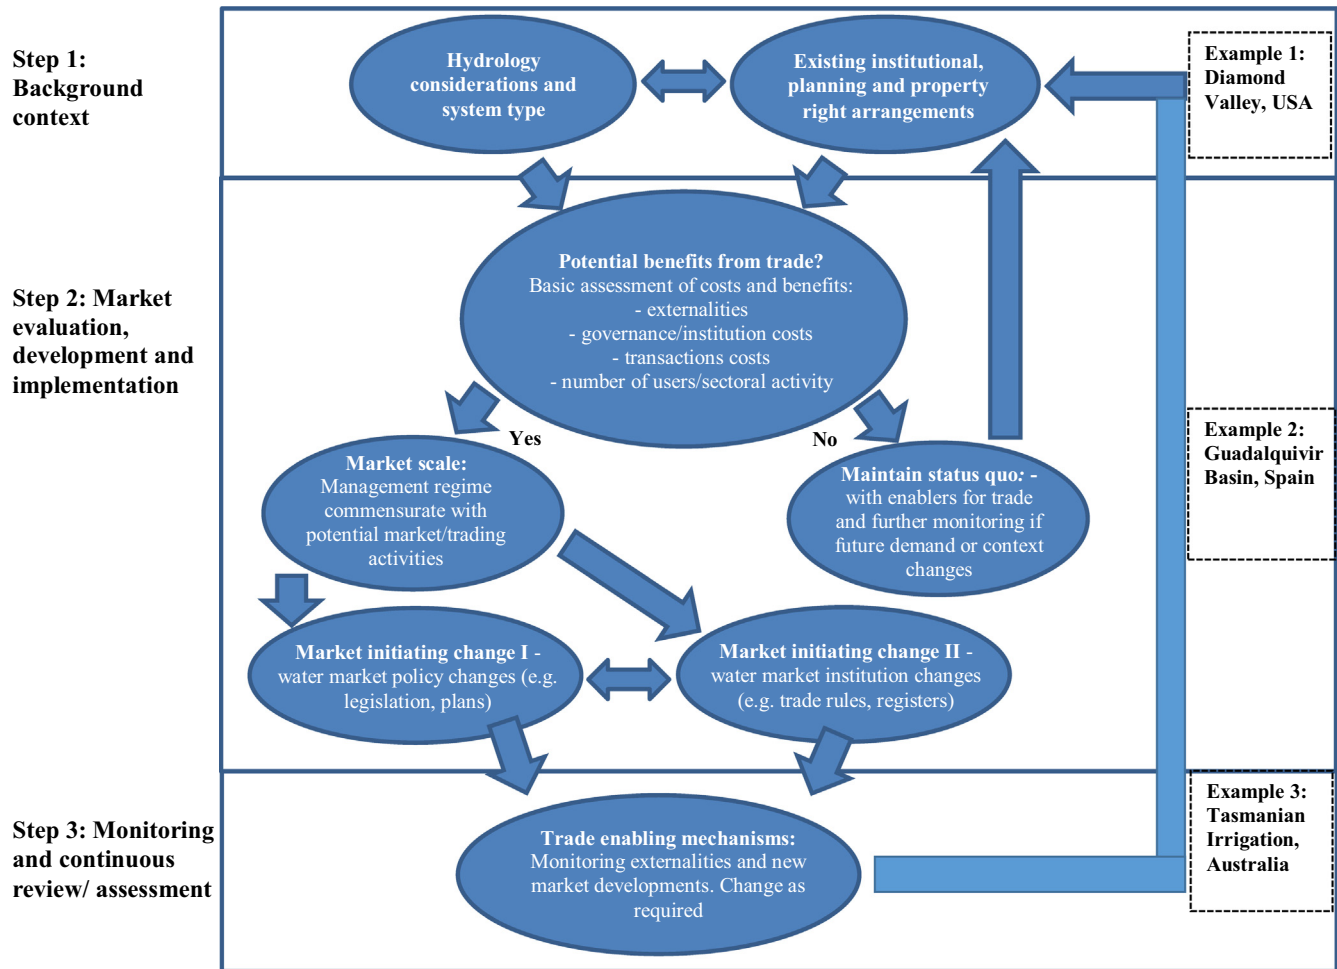 Step 1:
Background
context
Hydrology
considerations and
system type
Existing institutional,
planning and property
right arrangements
Example 1:
Diamond
Valley, USA
Step 2: Market
evaluation,
development and
implementation
Potential benefits from trade?
Basic assessment of costs and benefits:
- externalities
- governance/institution costs
- transactions costs
- number of users/sectoral activity
Yes
No
Market scale:
Management regime
commensurate with
potential market/trading
activities
Maintain status quo: -
with enablers for trade
and further monitoring if
future demand or context
changes
Example 2:
Guadalquivir
Basin, Spain
Market initiating change I -
water market policy changes (e.g.
legislation, plans)
Market initiating change II -
water market institution changes
(e.g. trade rules, registers)
Step 3: Monitoring
and continuous
review/ assessment
Trade enabling mechanisms:
Monitoring externalities and new
market developments. Change as
required
Example 3:
Tasmanian
Irrigation,
Australia